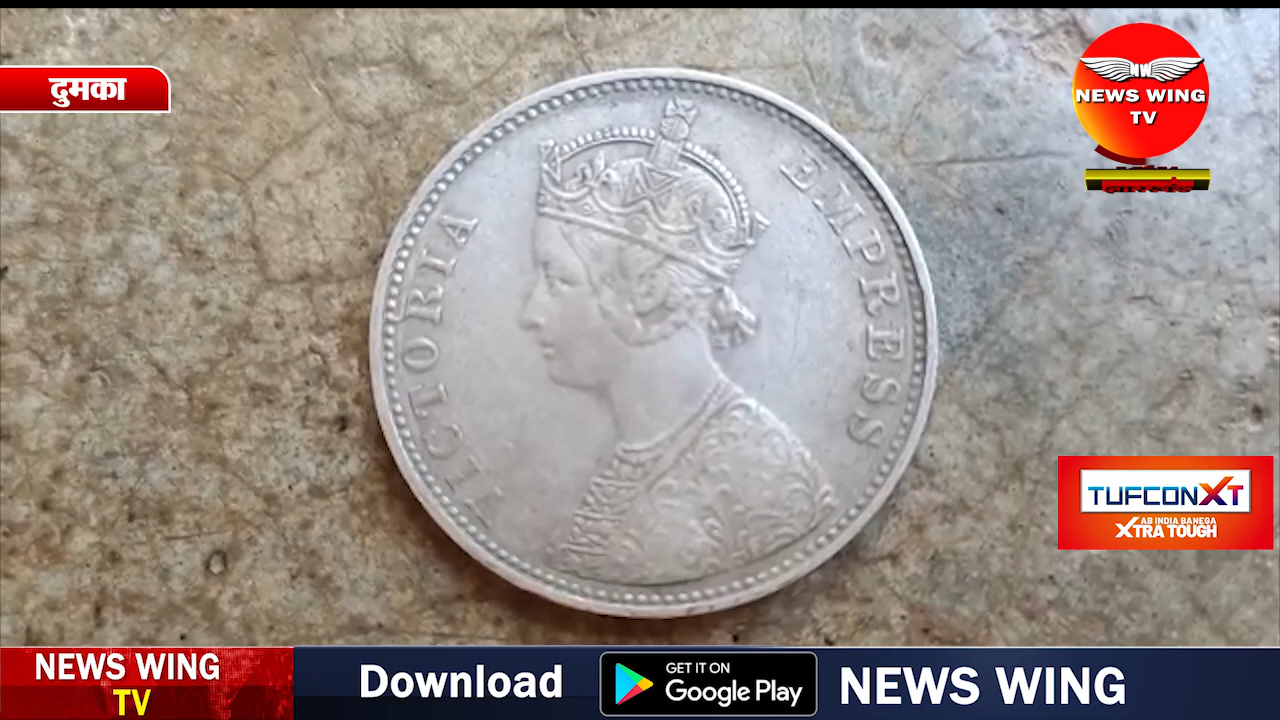 दुमका
NEWS WING
TV
VICTORIA
EMPRESS
TUFCONXT
AB INDIA BANEGA
XTRA TOUGH
NEWS WING
TV
Download
GET IT ON
Google Play
NEWS WING